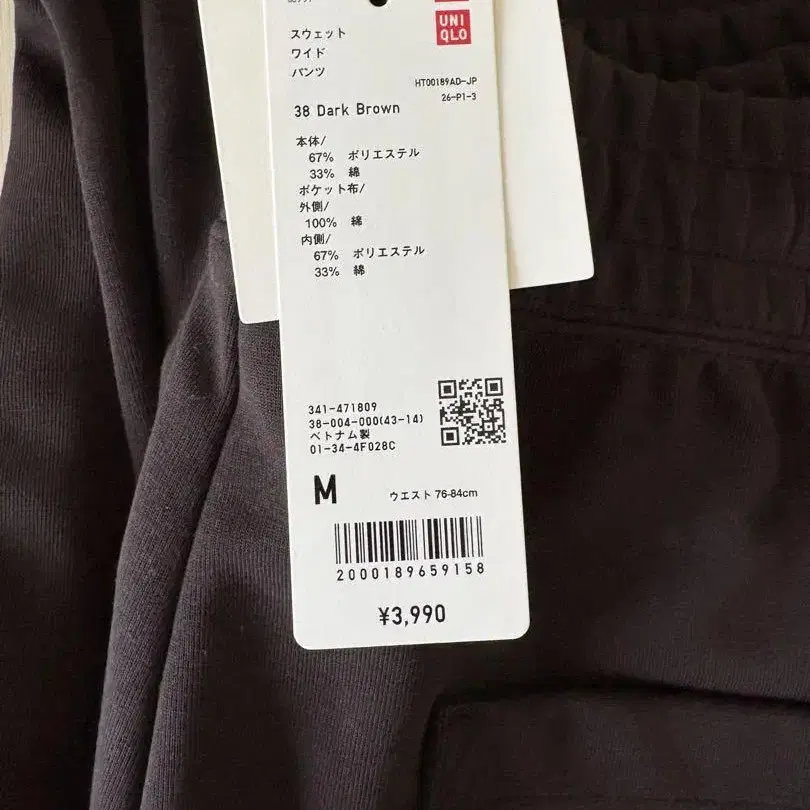 UNI
QLO
スウェット
ワイド
パンツ
HT00189AD-JP
26-P1-3
38 Dark Brown
本体/
67% ポリエステル
33% 綿
ポケット布/
外側/
100% 綿
内側/
67% ポリエステル
33% 綿
341-471809
38-004-000(43-14)
ベトナム製
01-34-4F028C
M ウエスト 76-84cm
2000189659158
¥3,990